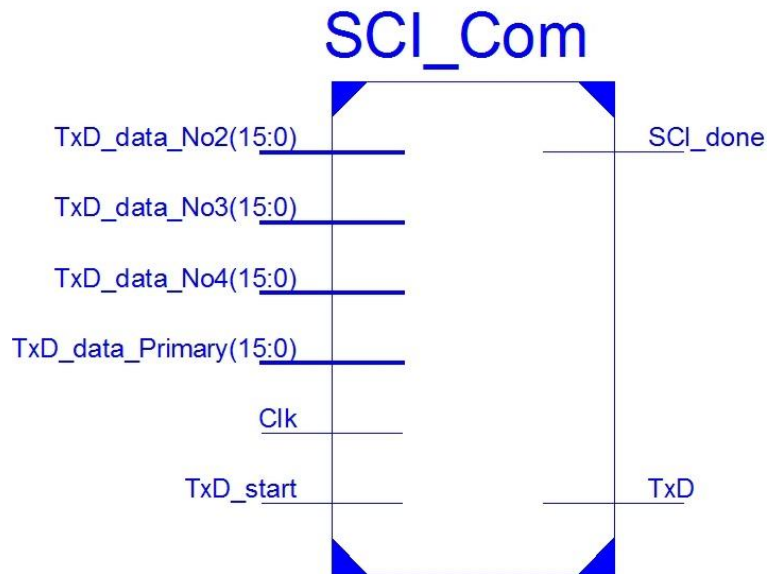 SCI_Com
TxD_data_No2(15:0)
SCI_done
TxD_data_No3(15:0)
TxD_data_No4(15:0)
TxD_data_Primary(15:0)
Clk
TxD_start
TxD